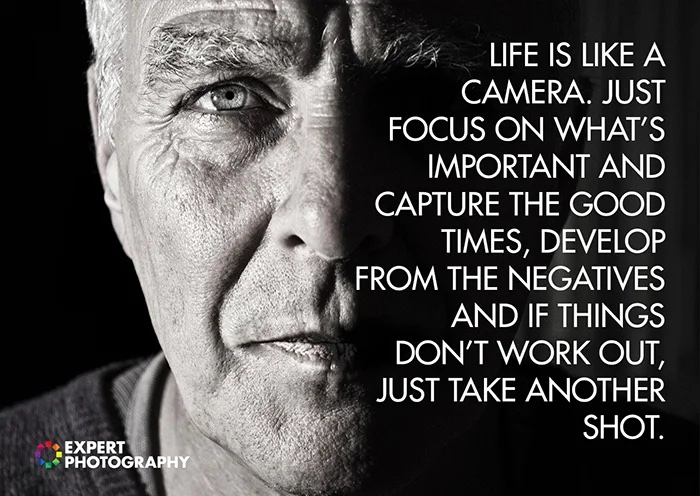 LIFE IS LIKE A
CAMERA. JUST
FOCUS ON WHAT'S
IMPORTANT AND
CAPTURE THE GOOD
TIMES, DEVELOP
FROM THE NEGATIVES
AND IF THINGS
DON'T WORK OUT,
JUST TAKE ANOTHER
SHOT.
EXPERT
PHOTOGRAPHY